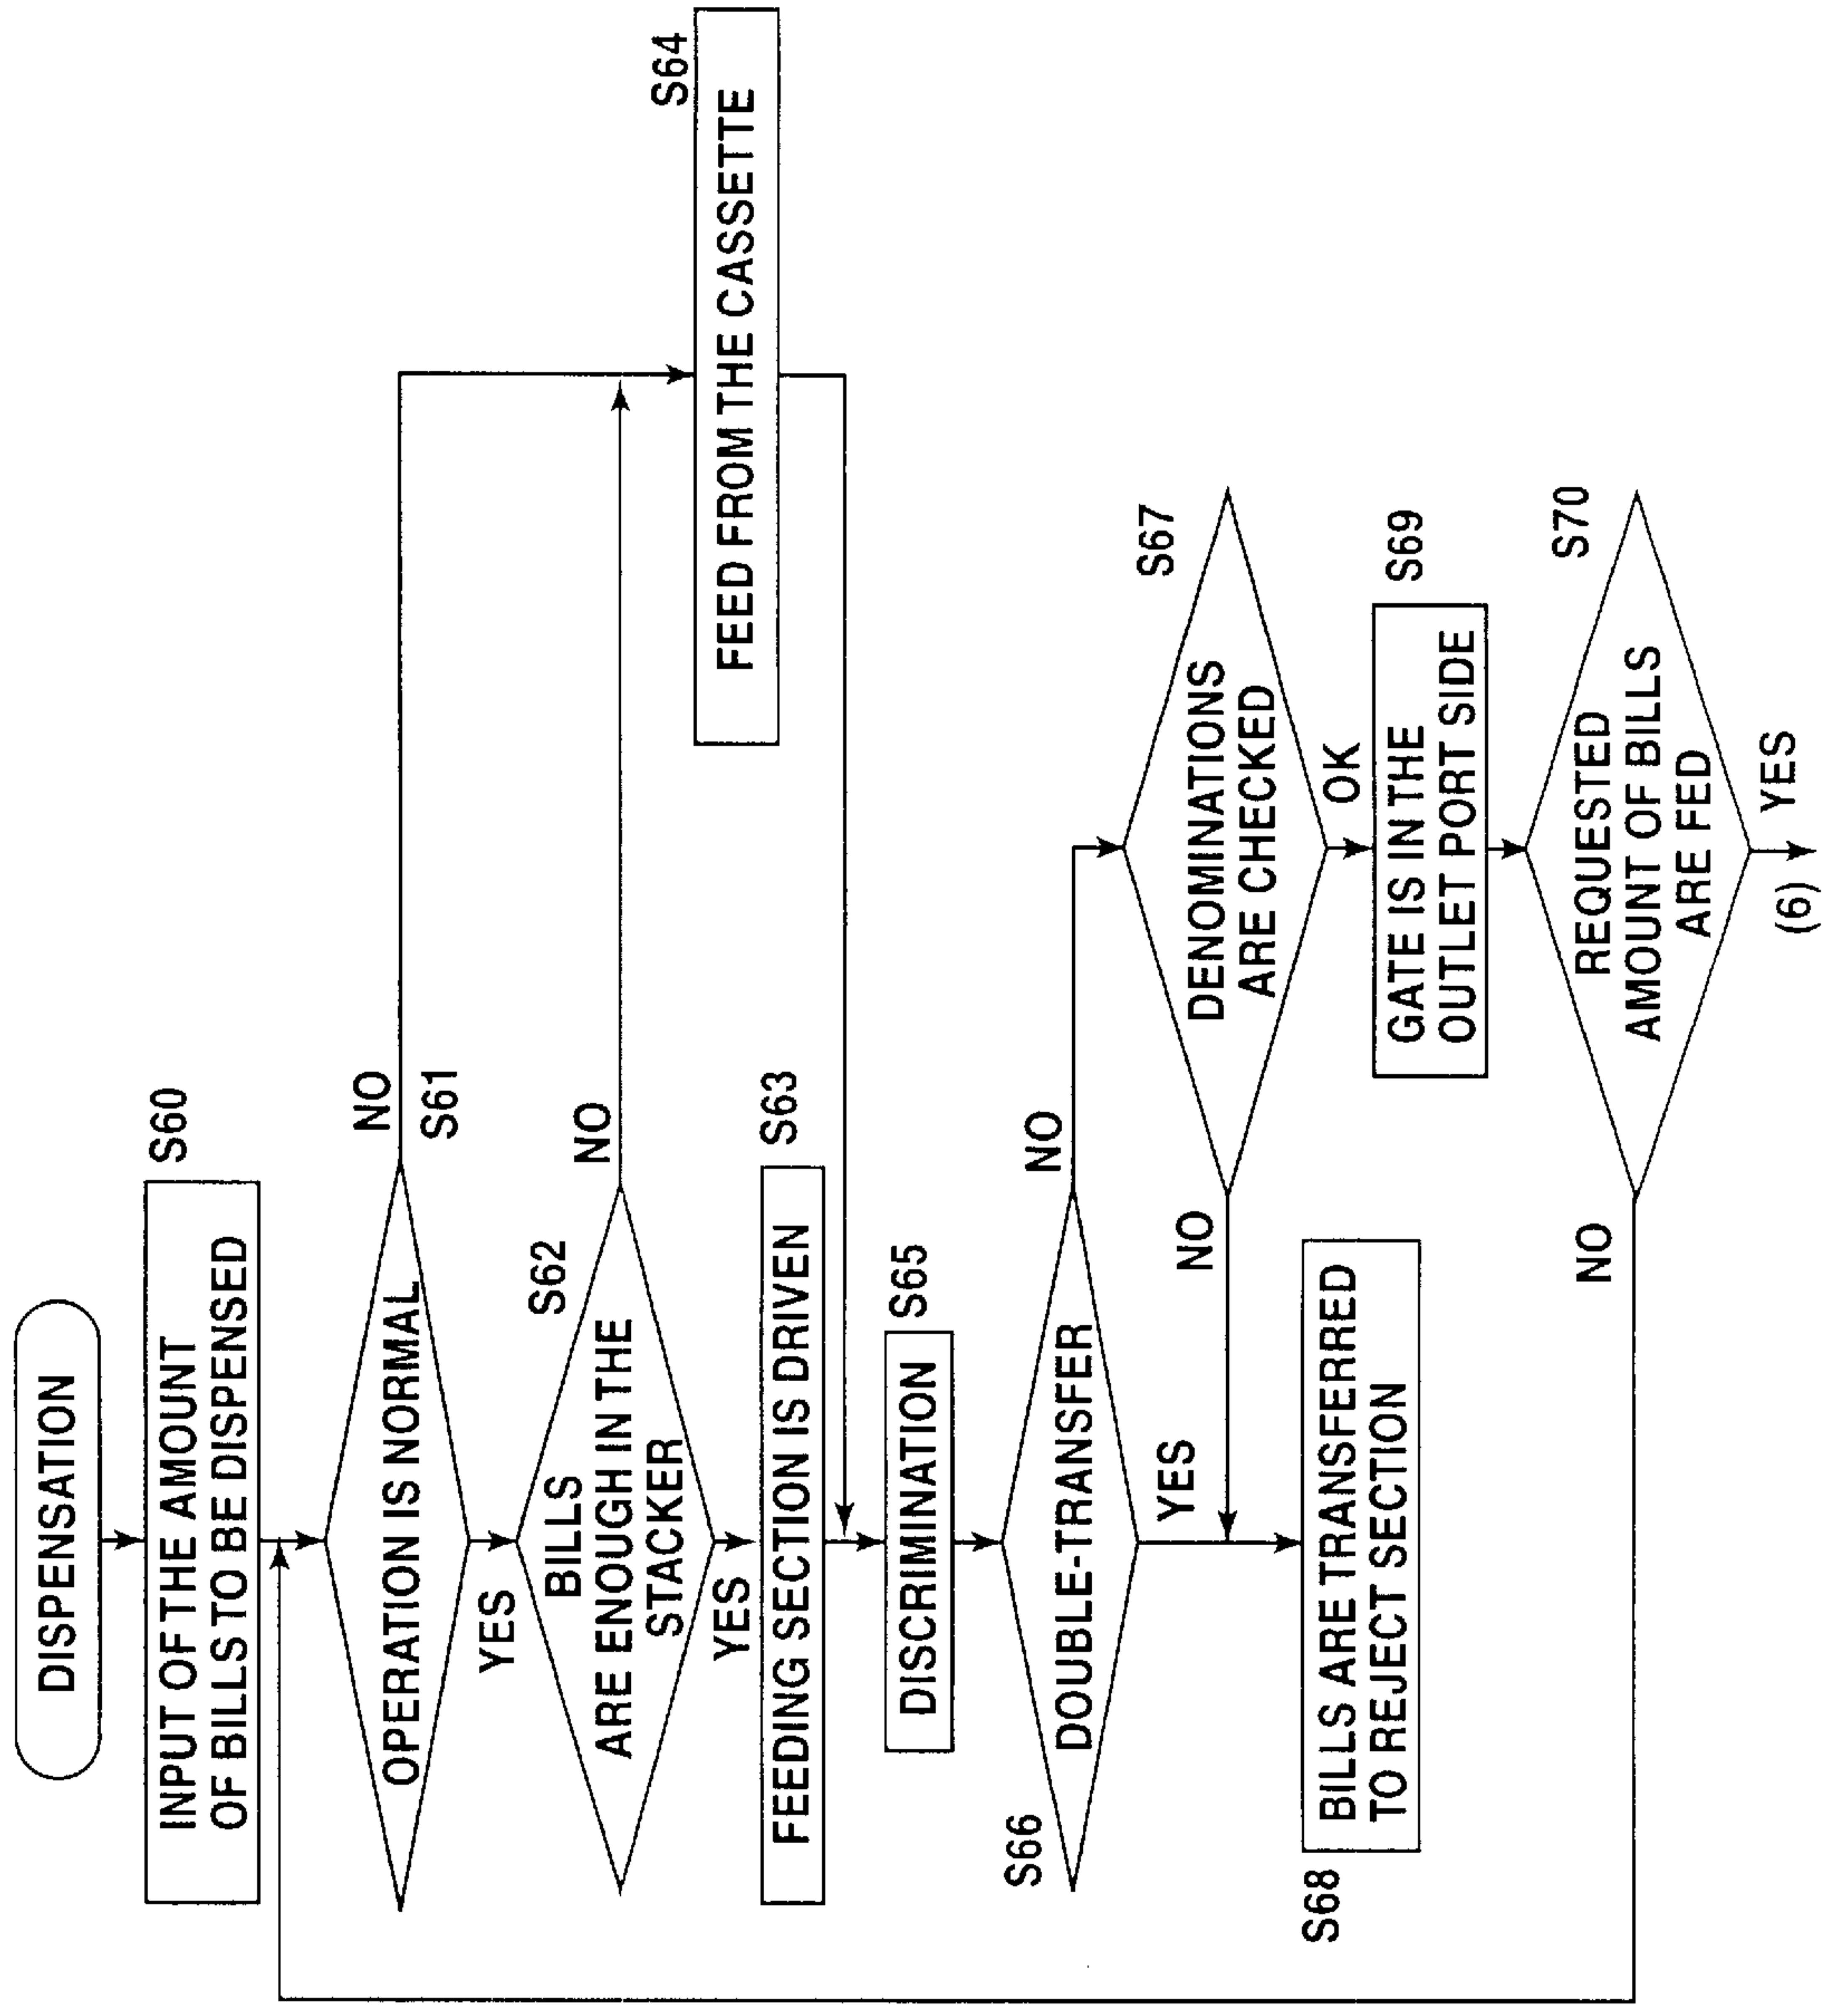 DISPENSATION
S60
INPUT OF THE AMOUNT
OF BILLS TO BE DISPENSED
NO
OPERATION IS NORMAL
S61
YES
S62
BILLS
ARE ENOUGH IN THE
STACKER
NO
YES
S64
FEED FROM THE CASSETTE
S63
FEEDING SECTION IS DRIVEN
S65
DISCRIMINATION
S66
DOUBLE-TRANSFER
NO
YES
S67
DENOMINATIONS
ARE CHECKED
NO
OK
S68
BILLS ARE TRANSFERRED
TO REJECT SECTION
S69
GATE IS IN THE
OUTLET PORT SIDE
S70
REQUESTED
AMOUNT OF BILLS
ARE FED
NO
(6) YES